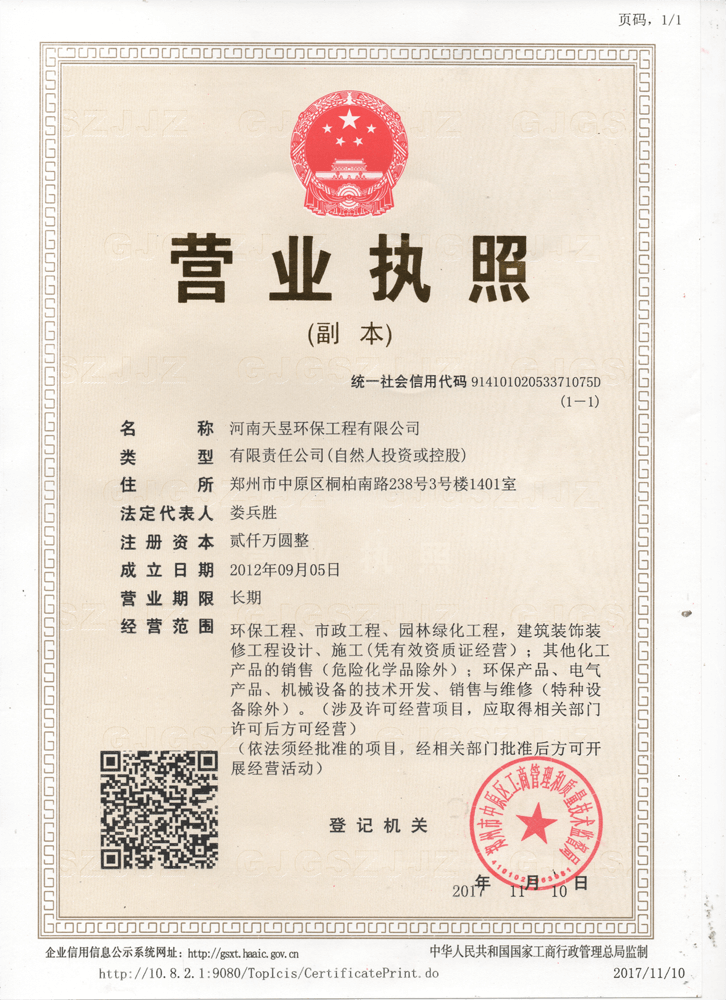 页码，1/1
营业执照
(副 本)
统一社会信用代码 91410102053371075D
(1－1)
名称 河南天昱环保工程有限公司
类型 有限责任公司(自然人投资或控股)
住所 郑州市中原区桐柏南路238号3号楼1401室
法定代表人 娄兵胜
注册资本 贰仟万圆整
成立日期 2012年09月05日
营业期限 长期
经营范围 环保工程、市政工程、园林绿化工程，建筑装饰装
修工程设计、施工(凭有效资质证经营）；其他化工
产品的销售（危险化学品除外）；环保产品、电气
产品、机械设备的技术开发、销售与维修（特种设
备除外）。（涉及许可经营项目，应取得相关部门
许可后方可经营）
（依法须经批准的项目，经相关部门批准后方可开
展经营活动）
登记机关
郑州市中原区工商管理和质量技术监督局
2017年11月10日
企业信用信息公示系统网址：http://gsxt.haaic.gov.cn
中华人民共和国国家工商行政管理总局监制
http://10.8.2.1:9080/TopIcis/CertificatePrint.do
2017/11/10